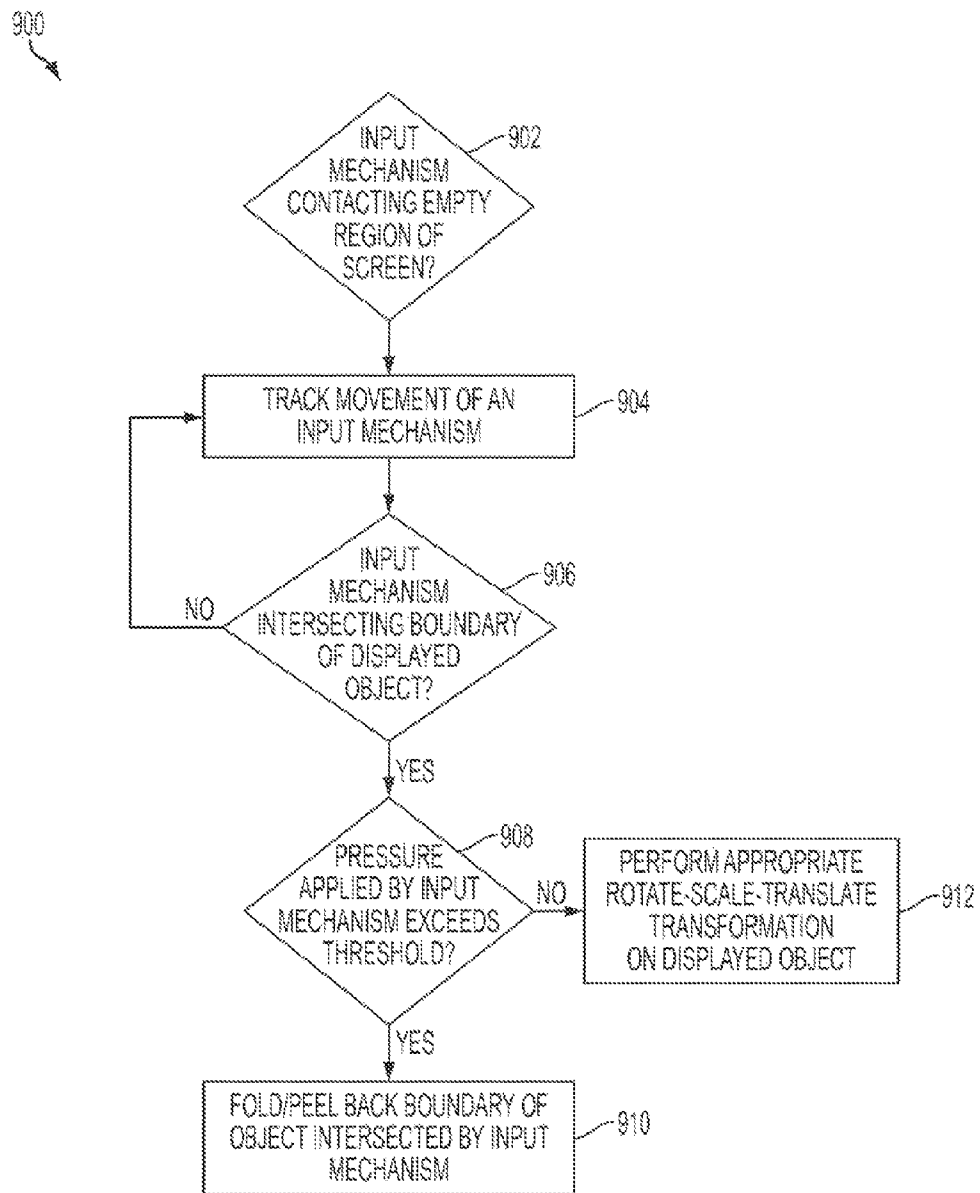 900
INPUT
MECHANISM
CONTACTING EMPTY
REGION OF
SCREEN?
902
TRACK MOVEMENT OF AN
INPUT MECHANISM
904
INPUT
MECHANISM
INTERSECTING BOUNDARY
OF DISPLAYED
OBJECT?
906
NO
YES
PRESSURE
APPLIED BY INPUT
MECHANISM EXCEEDS
THRESHOLD?
908
NO
PERFORM APPROPRIATE
ROTATE-SCALE-TRANSLATE
TRANSFORMATION
ON DISPLAYED OBJECT
912
YES
FOLD/PEEL BACK BOUNDARY OF
OBJECT INTERSECTED BY INPUT
MECHANISM
910